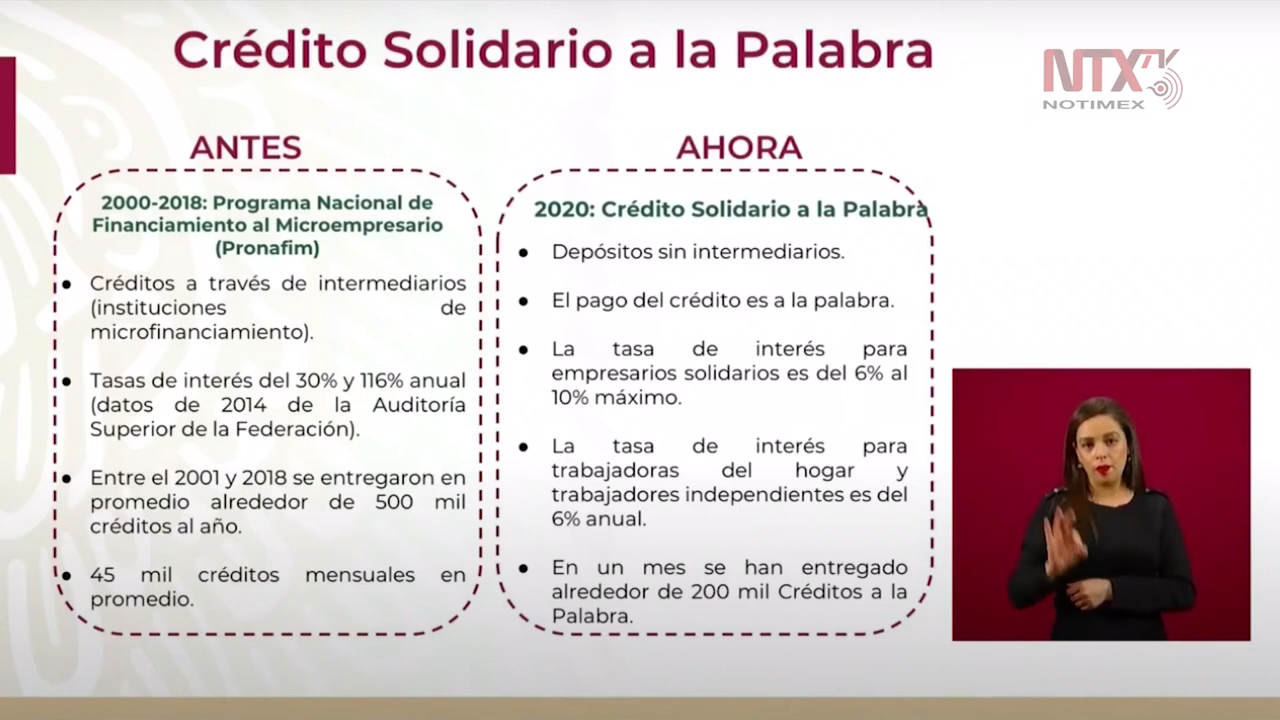 Crédito Solidario a la Palabra
NTX
NOTIMEX
ANTES
2000-2018: Programa Nacional de
Financiamiento al Microempresario
(Pronafim)
● Créditos a través de intermediarios
(instituciones de
microfinanciamiento).
● Tasas de interés del 30% y 116% anual
(datos de 2014 de la Auditoría
Superior de la Federación).
● Entre el 2001 y 2018 se entregaron en
promedio alrededor de 500 mil
créditos al año.
● 45 mil créditos mensuales en
promedio.
AHORA
2020: Crédito Solidario a la Palabra
● Depósitos sin intermediarios.
● El pago del crédito es a la palabra.
● La tasa de interés para
empresarios solidarios es del 6% al
10% máximo.
● La tasa de interés para
trabajadoras del hogar y
trabajadores independientes es del
6% anual.
● En un mes se han entregado
alrededor de 200 mil Créditos a la
Palabra.